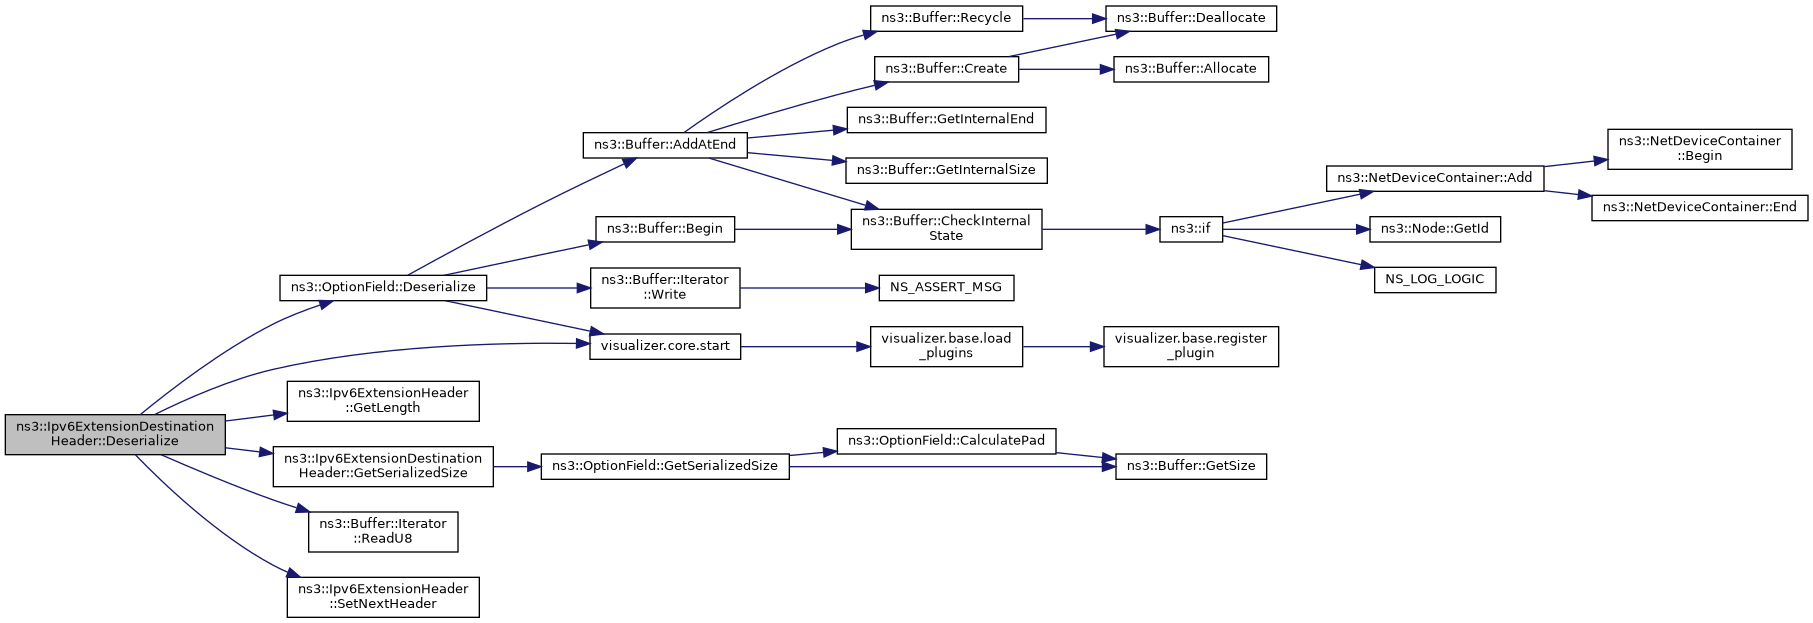 ns3::Buffer::Recycle
ns3::Buffer::Deallocate
ns3::Buffer::Create
ns3::Buffer::Allocate
ns3::Buffer::GetInternalEnd
ns3::Buffer::AddAtEnd
ns3::NetDeviceContainer
::Begin
ns3::Buffer::GetInternalSize
ns3::NetDeviceContainer::Add
ns3::NetDeviceContainer::End
ns3::Buffer::Begin
ns3::Buffer::CheckInternal
State
ns3::if
ns3::Node::GetId
NS_LOG_LOGIC
ns3::OptionField::Deserialize
ns3::Buffer::Iterator
::Write
NS_ASSERT_MSG
visualizer.core.start
visualizer.base.load
_plugins
visualizer.base.register
_plugin
ns3::Ipv6ExtensionHeader
::GetLength
ns3::Ipv6ExtensionDestination
Header::Deserialize
ns3::Ipv6ExtensionDestination
Header::GetSerializedSize
ns3::OptionField::GetSerializedSize
ns3::OptionField::CalculatePad
ns3::Buffer::GetSize
ns3::Buffer::Iterator
::ReadU8
ns3::Ipv6ExtensionHeader
::SetNextHeader